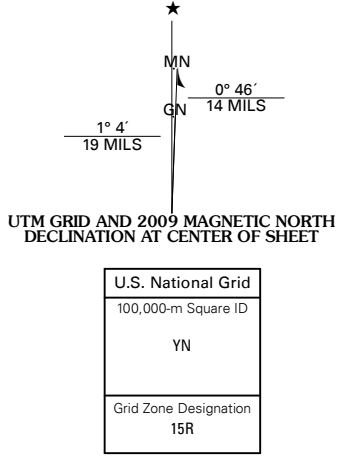 ★
MN
0° 46´
14 MILS
GN
1° 4´
19 MILS
UTM GRID AND 2009 MAGNETIC NORTH
DECLINATION AT CENTER OF SHEET
U.S. National Grid
100,000-m Square ID
YN
Grid Zone Designation
15R